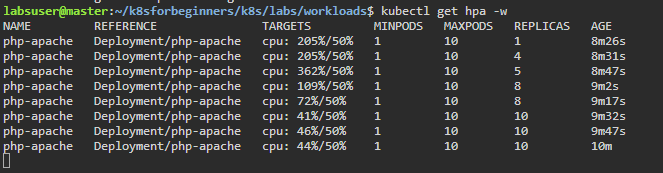 labsuser@master:~/k8sforbeginners/k8s/labs/workloads$ kubectl get hpa -w
NAME REFERENCE TARGETS MINPODS MAXPODS REPLICAS AGE
php-apache Deployment/php-apache cpu: 205%/50% 1 10 1 8m26s
php-apache Deployment/php-apache cpu: 205%/50% 1 10 4 8m31s
php-apache Deployment/php-apache cpu: 362%/50% 1 10 5 8m47s
php-apache Deployment/php-apache cpu: 109%/50% 1 10 8 9m2s
php-apache Deployment/php-apache cpu: 72%/50% 1 10 8 9m17s
php-apache Deployment/php-apache cpu: 41%/50% 1 10 10 9m32s
php-apache Deployment/php-apache cpu: 46%/50% 1 10 10 9m47s
php-apache Deployment/php-apache cpu: 44%/50% 1 10 10 10m